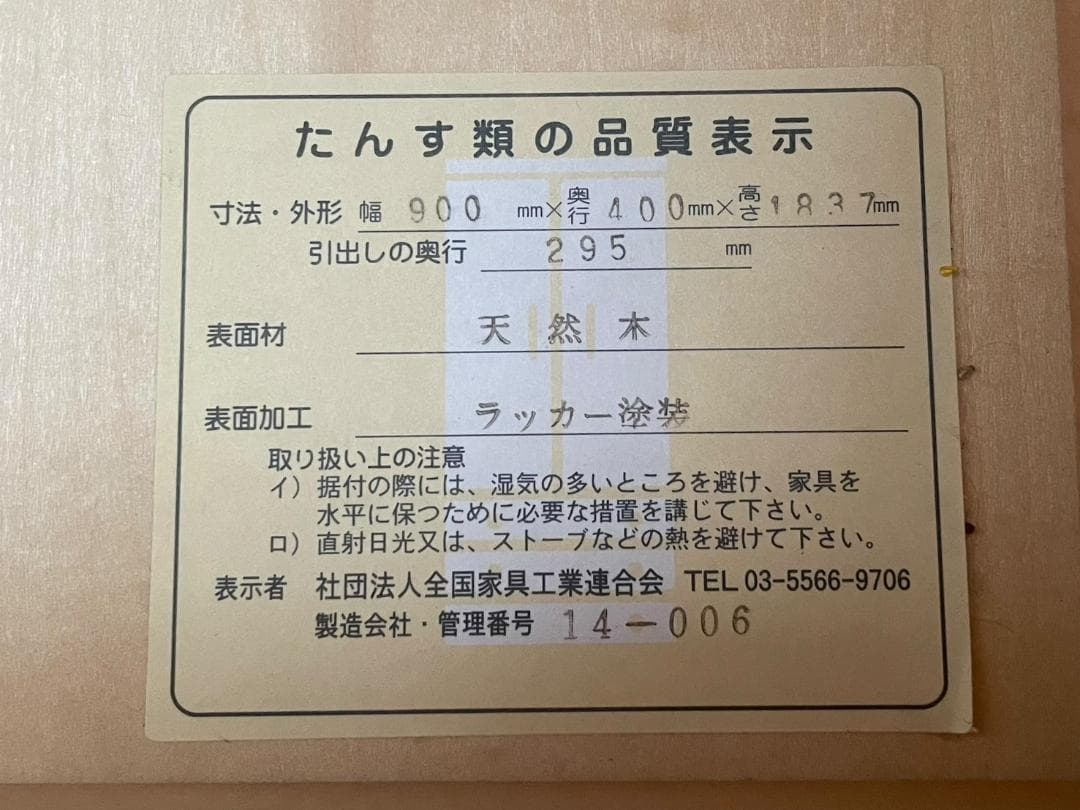 たんす類の品質表示
寸法・外形 幅 900 mm×奥行 400mm×高さ1837mm
引出しの奥行 295 mm
表面材 天然木
表面加工 ラッカー塗装
取り扱い上の注意
イ）据付の際には、湿気の多いところを避け、家具を
水平に保つために必要な措置を講じて下さい。
ロ）直射日光又は、ストーブなどの熱を避けて下さい。
表示者 社団法人全国家具工業連合会 TEL 03-5566-9706
製造会社・管理番号 14-006